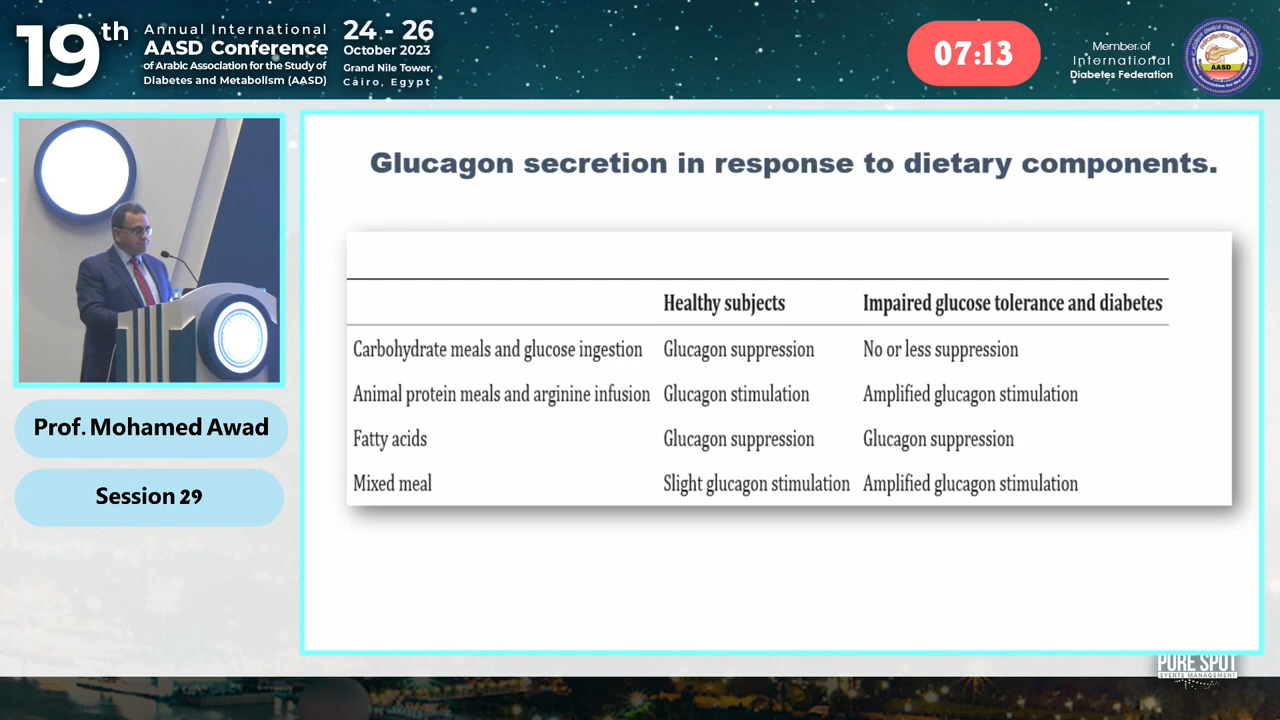 19th
Annual International
AASD Conference
of Arabic Association for the Study of
Diabetes and Metabolism (AASD)
24 - 26
October 2023
Grand Nile Tower,
Cairo, Egypt
07:13
Member of
International
Diabetes Federation
AASD
Glucagon secretion in response to dietary components.
Healthy subjects Impaired glucose tolerance and diabetes
Carbohydrate meals and glucose ingestion Glucagon suppression No or less suppression
Animal protein meals and arginine infusion Glucagon stimulation Amplified glucagon stimulation
Fatty acids Glucagon suppression Glucagon suppression
Mixed meal Slight glucagon stimulation Amplified glucagon stimulation
Prof. Mohamed Awad
Session 29
PURE SPOT
EVENTS MANAGEMENT